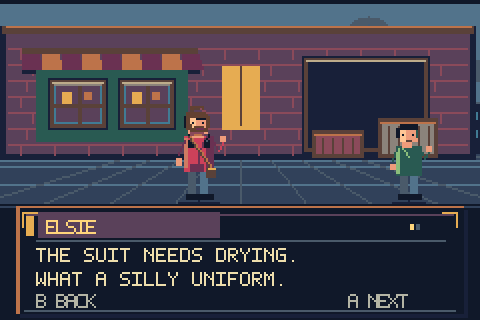 ELSIE
THE SUIT NEEDS DRYING.
WHAT A SILLY UNIFORM.
B BACK
A NEXT